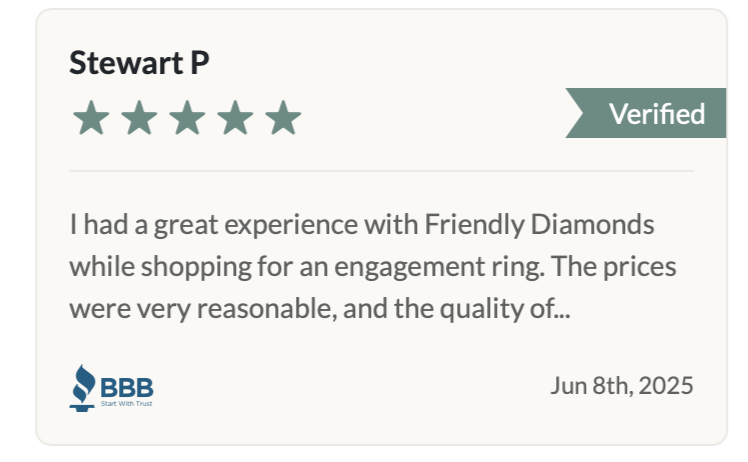 Stewart P
Verified
I had a great experience with Friendly Diamonds
while shopping for an engagement ring. The prices
were very reasonable, and the quality of...
BBB
Start With Trust
Jun 8th, 2025